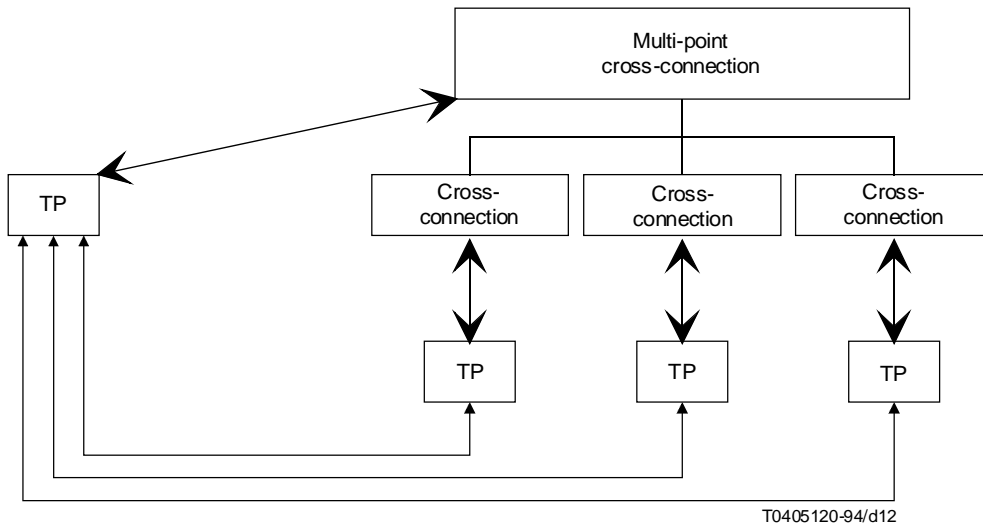 Multi-point
cross-connection
TP
Cross-
connection
Cross-
connection
Cross-
connection
TP
TP
TP
T0405120-94/d12